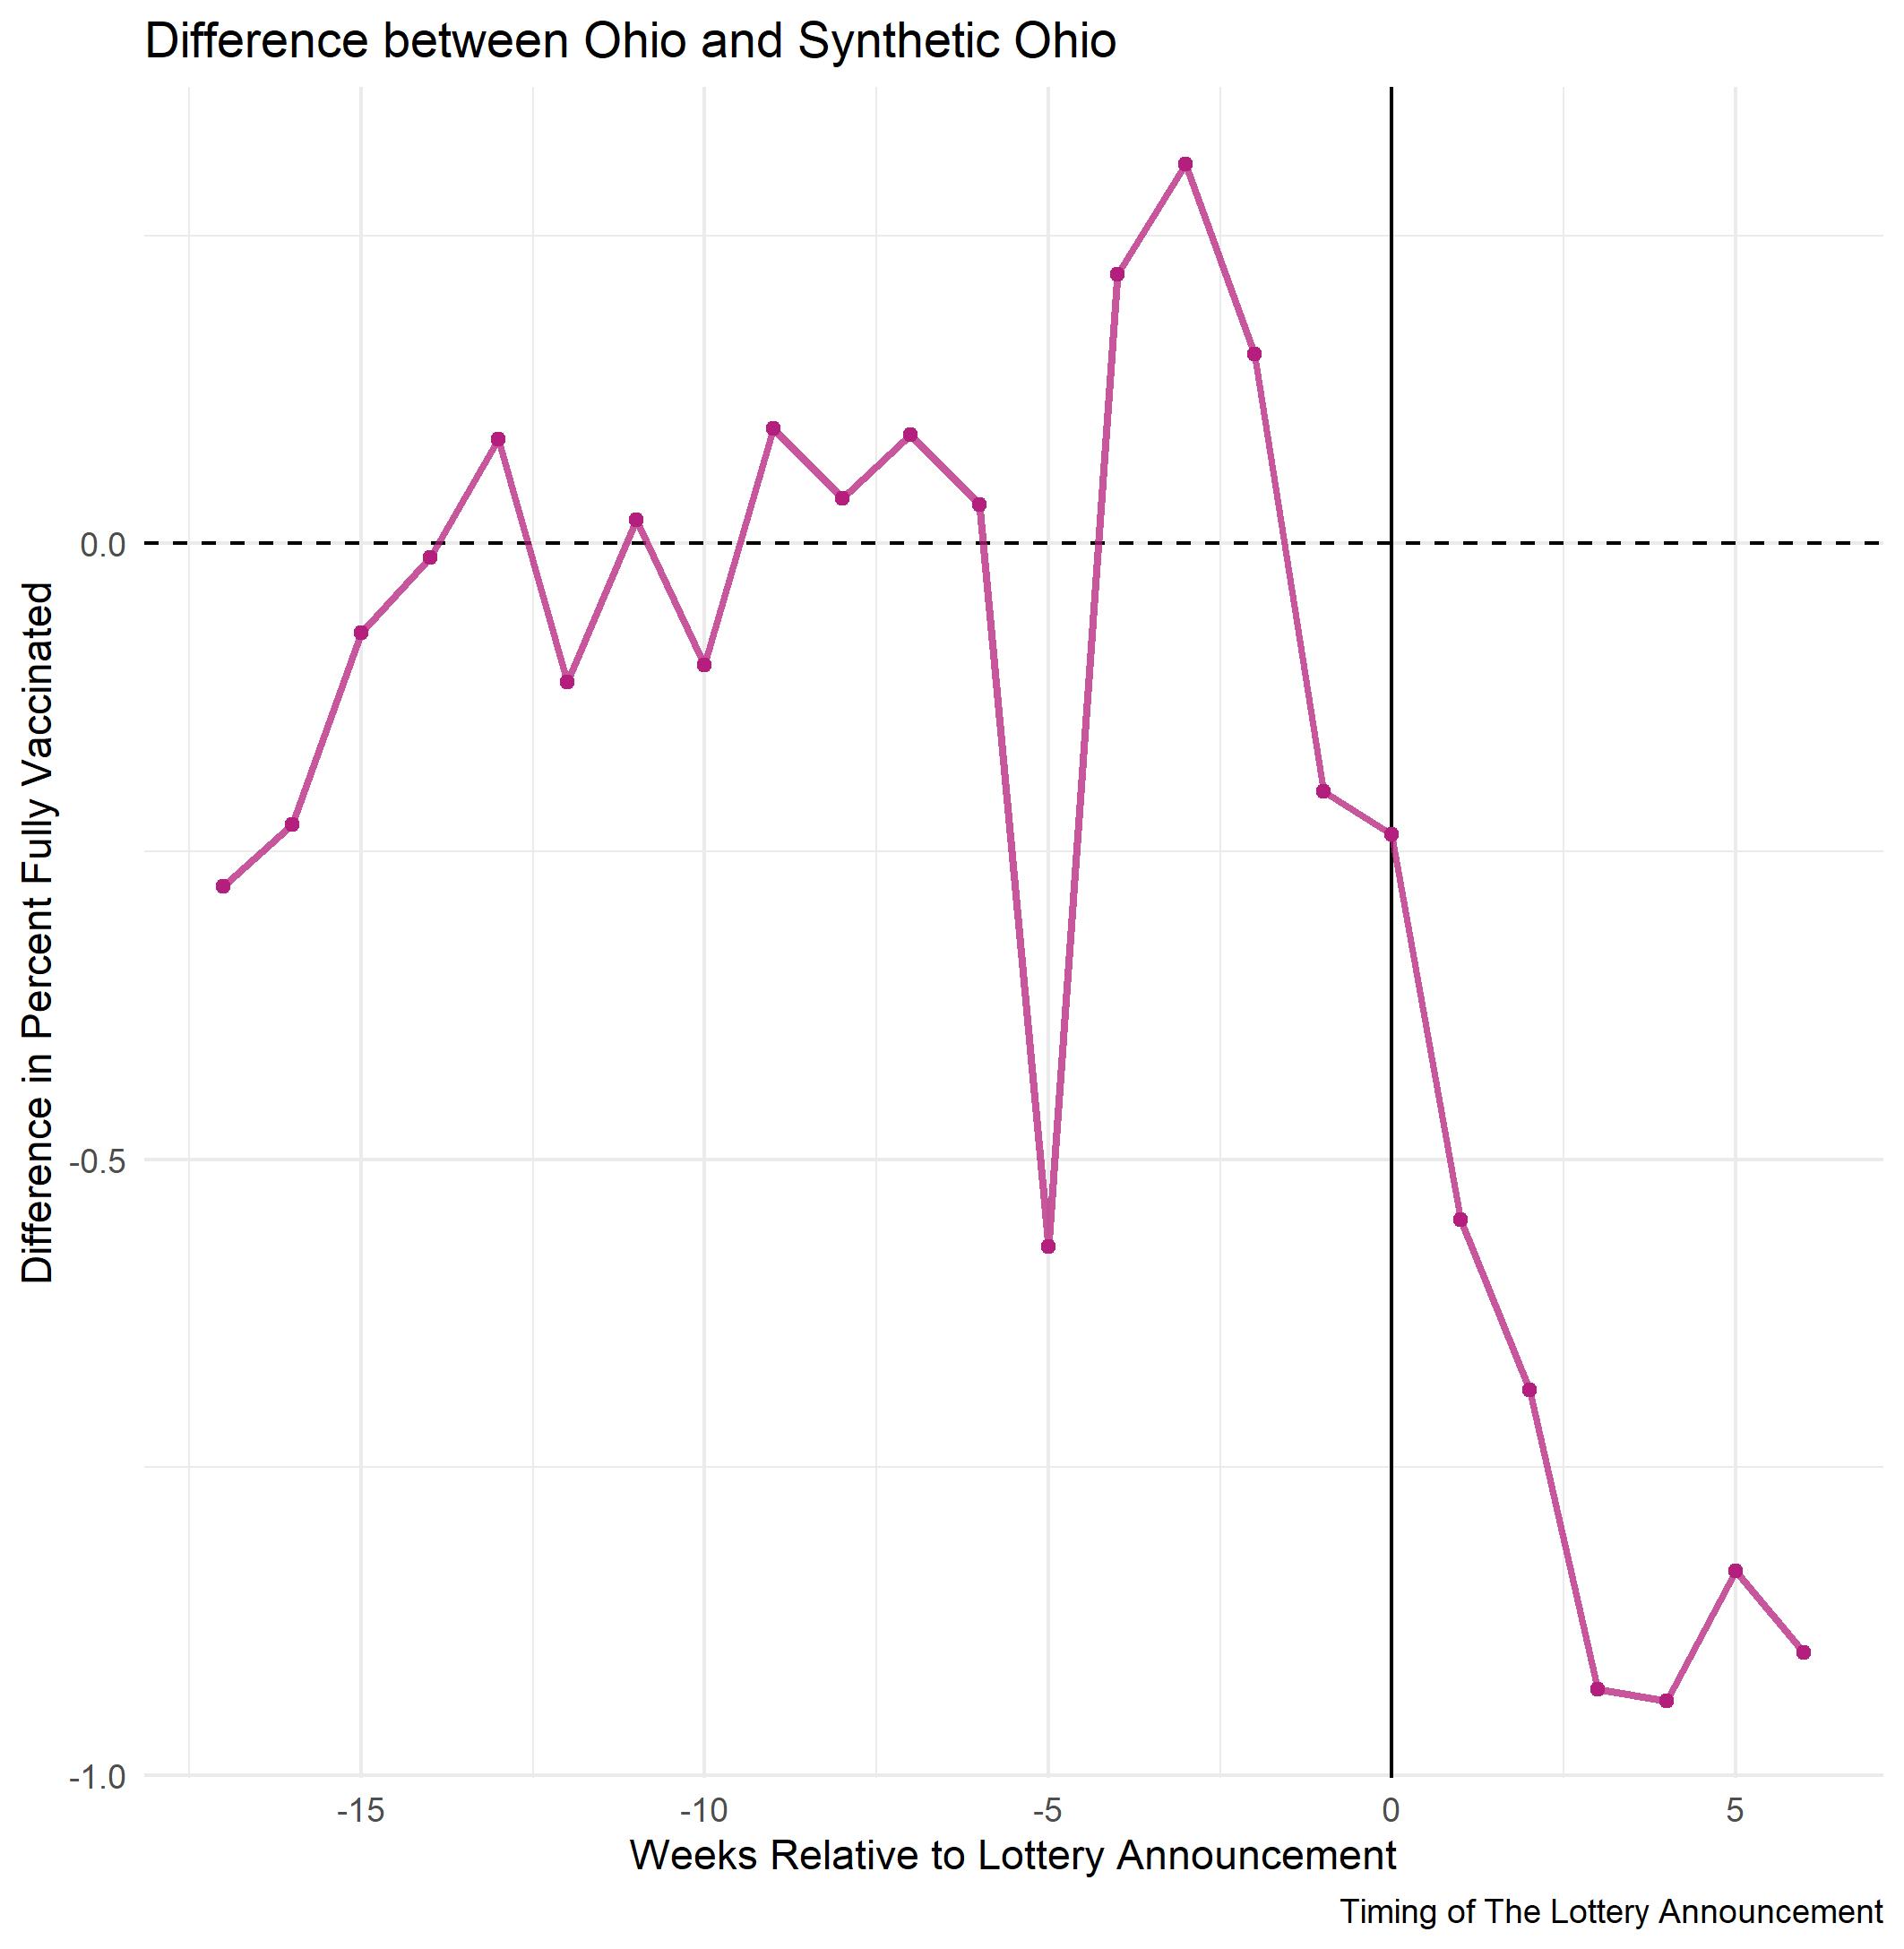 Difference between Ohio and Synthetic Ohio
Difference in Percent Fully Vaccinated
0.0
-0.5
-1.0
-15
-10
-5
0
5
Weeks Relative to Lottery Announcement
Timing of The Lottery Announcement